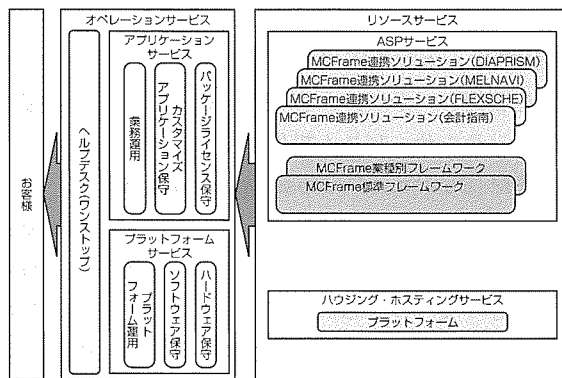 お客様
オペレーションサービス
ヘルプデスク(ワンストップ)
アプリケーション
サービス
業務運用
カスタマイズ
アプリケーション保守
パッケージライセンス保守
プラットフォーム
サービス
プラット
フォーム運用
ソフトウェア保守
ハードウェア保守
リソースサービス
ASPサービス
MCFrame連携ソリューション(DIAPRISM)
MCFrame連携ソリューション(MELNAVI)
MCFrame連携ソリューション(FLEXSCHE)
MCFrame連携ソリューション(会計指南)
MCFrame業種別フレームワーク
MCFrame標準フレームワーク
ハウジング・ホスティングサービス
プラットフォーム